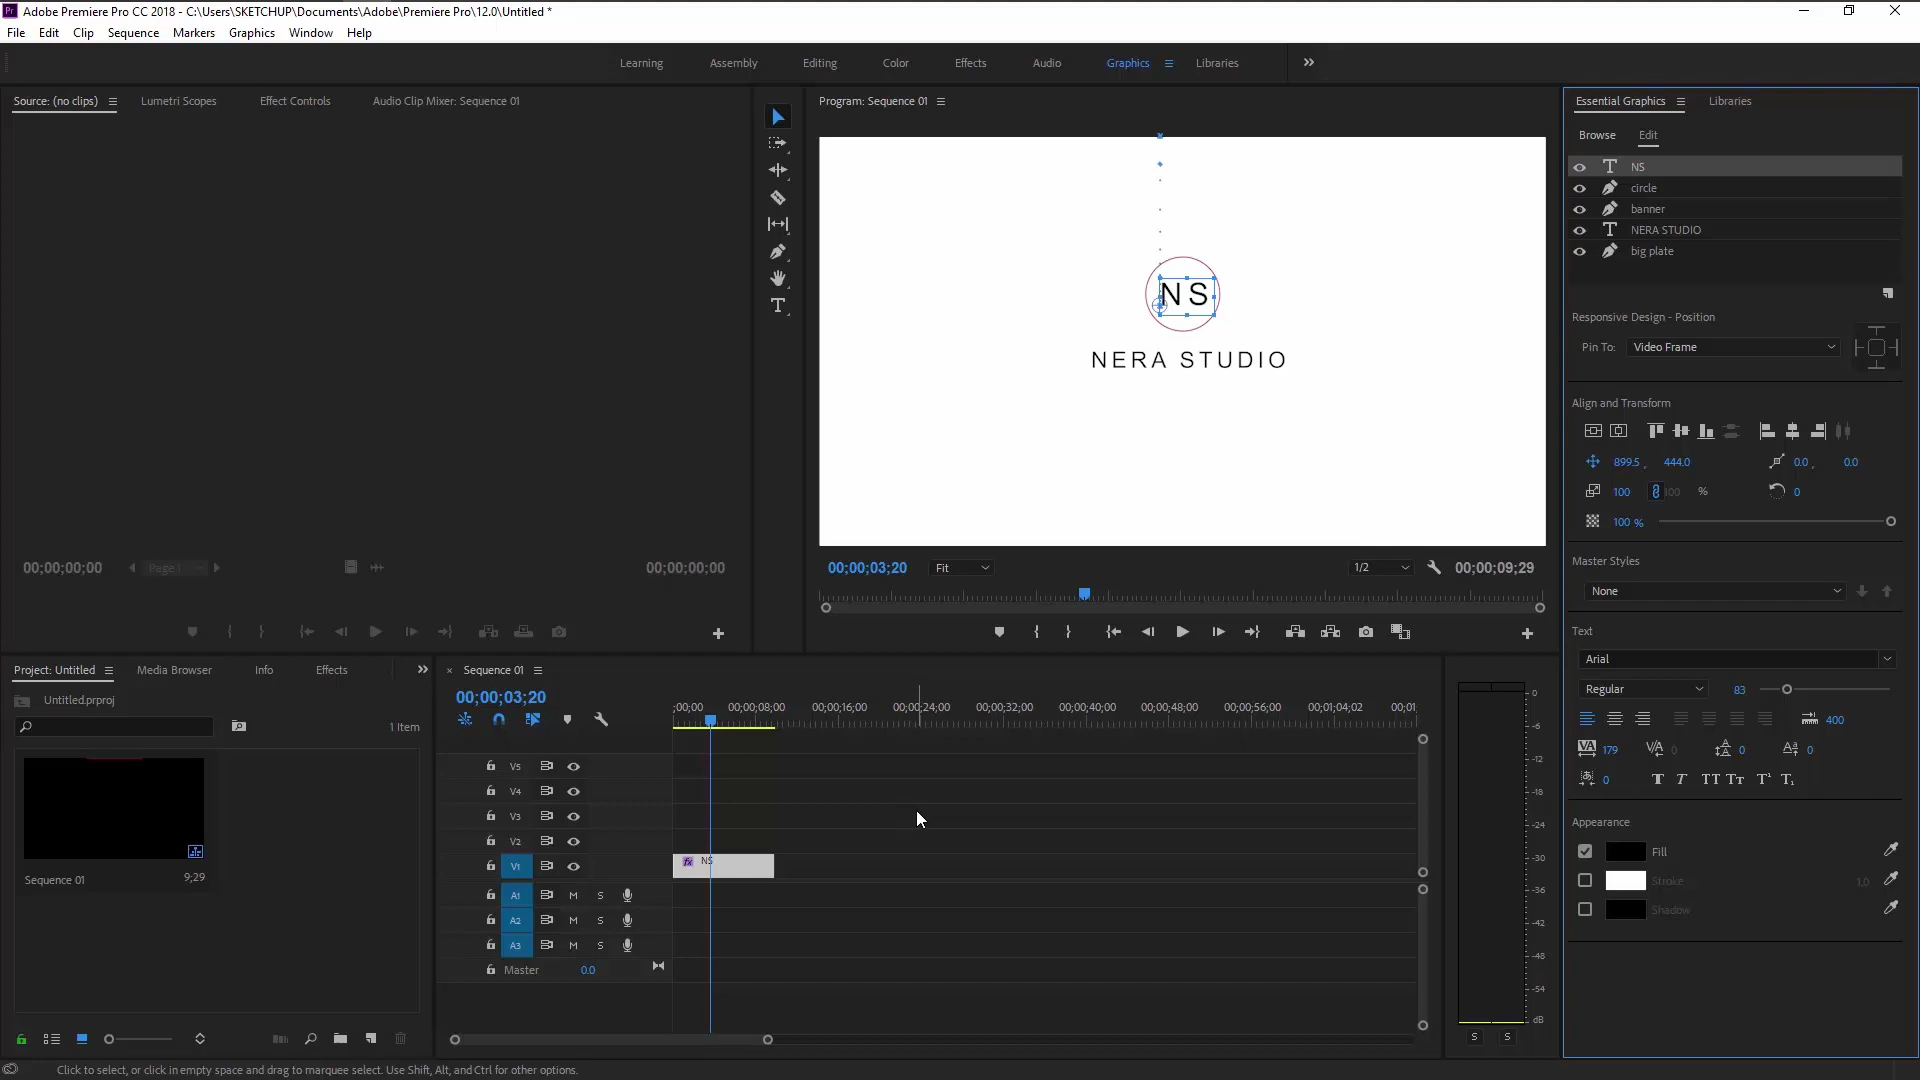 Adobe Premiere Pro CC 2018 - C:\Users\SKETCHUP\Documents\Adobe\Premiere Pro\12.0\Untitled *
File Edit Clip Sequence Markers Graphics Window Help
Learning Assembly Editing Color Effects Audio Graphics Libraries
Source: (no clips) Lumetri Scopes Effect Controls Audio Clip Mixer: Sequence 01
Program: Sequence 01
Essential Graphics Libraries
Browse Edit
NS
circle
banner
NERA STUDIO
big plate
NS
NERA STUDIO
Responsive Design - Position
Pin To: Video Frame
Align and Transform
899.5 , 444.0 0.0 , 0.0
100 100 % 0
100 %
Master Styles
None
Text
Arial
Regular 83
400
179 0 0 0
0
Appearance
Fill
Stroke 1.0
Shadow
00;00;00;00 Page 1 00;00;00;00
00;00;03;20 Fit 1/2 00;00;09;29
Project: Untitled Media Browser Info Effects
Untitled.prproj
1 Item
Sequence 01 9;29
Sequence 01
00;00;03;20
;00;00 00;00;08;00 00;00;16;00 00;00;24;00 00;00;32;00 00;00;40;00 00;00;48;00 00;00;56;00 00;01;04;02 00;01
V5
V4
V3
V2
V1 fx NS
A1 M S
A2 M S
A3 M S
Master 0.0
0
-6
-12
-18
-24
-30
-36
-42
-48
-54
dB
S S
Click to select, or click in empty space and drag to marquee select. Use Shift, Alt, and Ctrl for other options.